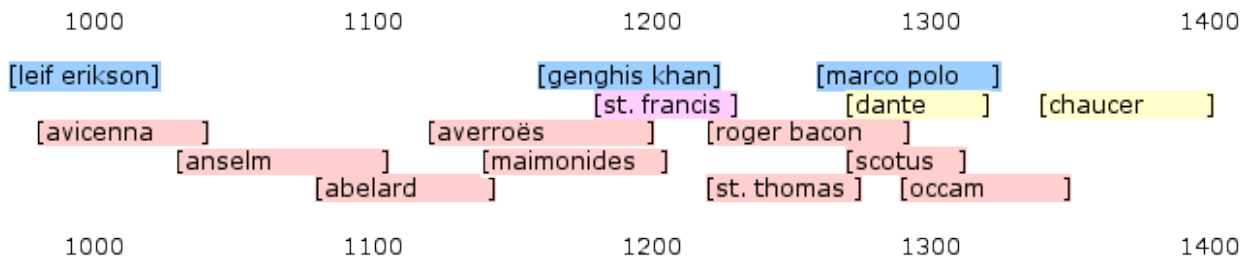 1000 1100 1200 1300 1400
[leif erikson] [genghis khan] [marco polo ]
[st. francis ] [dante ] [chaucer ]
[avicenna ] [averroës ] [roger bacon ]
[anselm ] [maimonides ] [scotus ]
[abelard ] [st. thomas ] [occam ]
1000 1100 1200 1300 1400